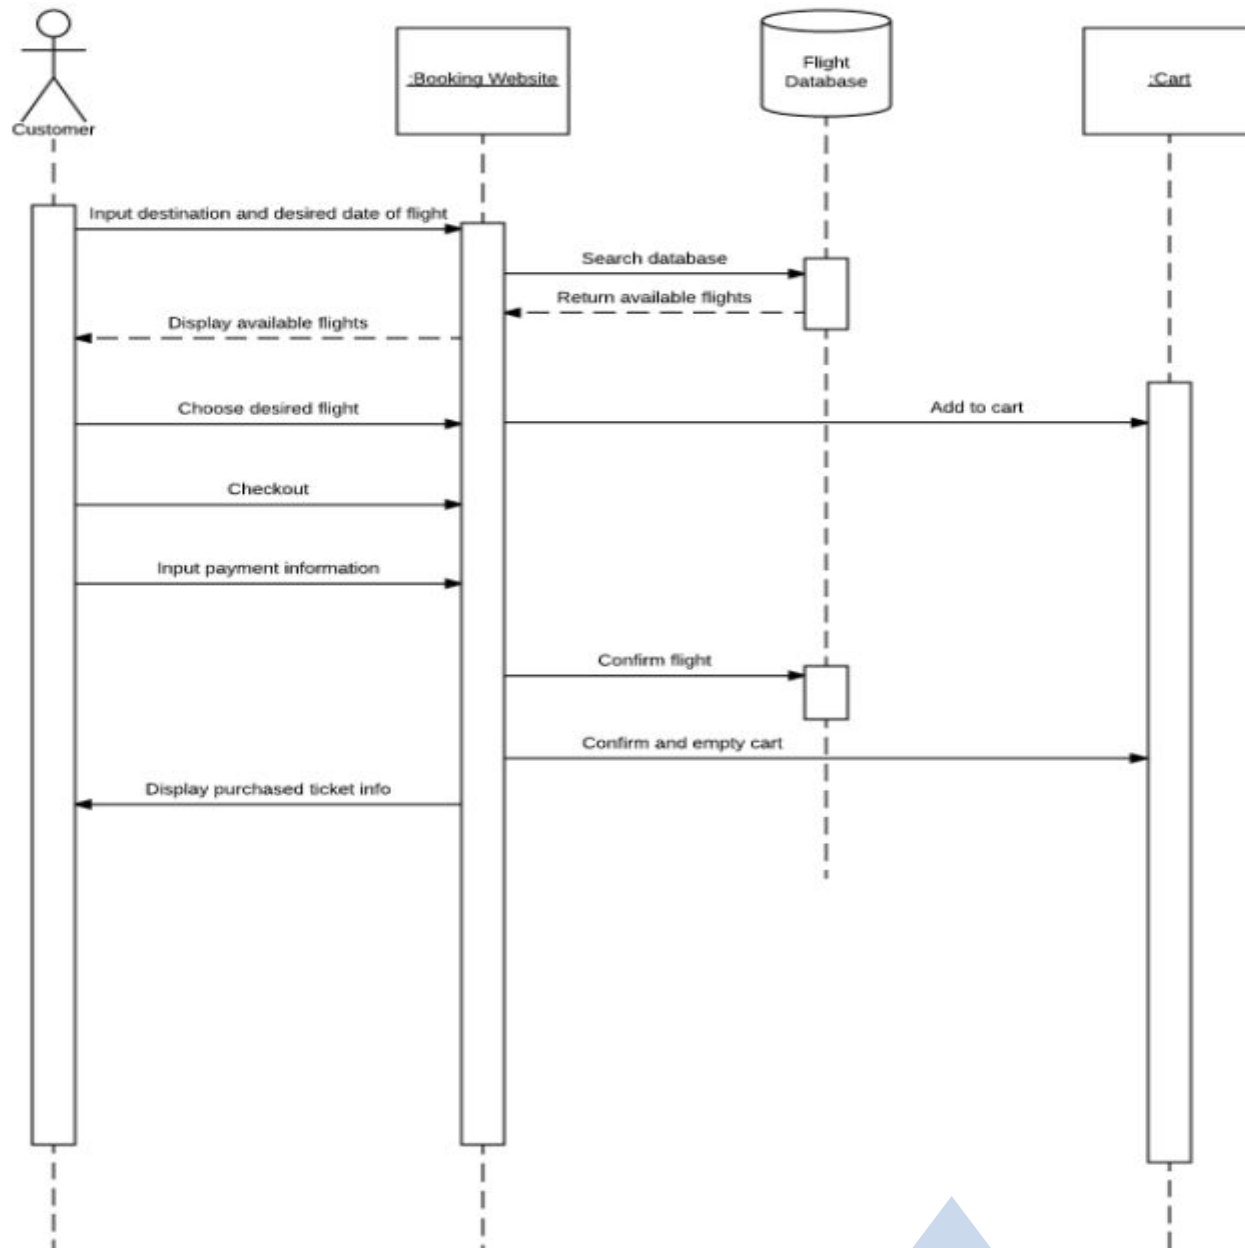 Customer
:Booking Website
Flight
Database
:Cart
Input destination and desired date of flight
Search database
Return available flights
Display available flights
Choose desired flight
Add to cart
Checkout
Input payment information
Confirm flight
Confirm and empty cart
Display purchased ticket info